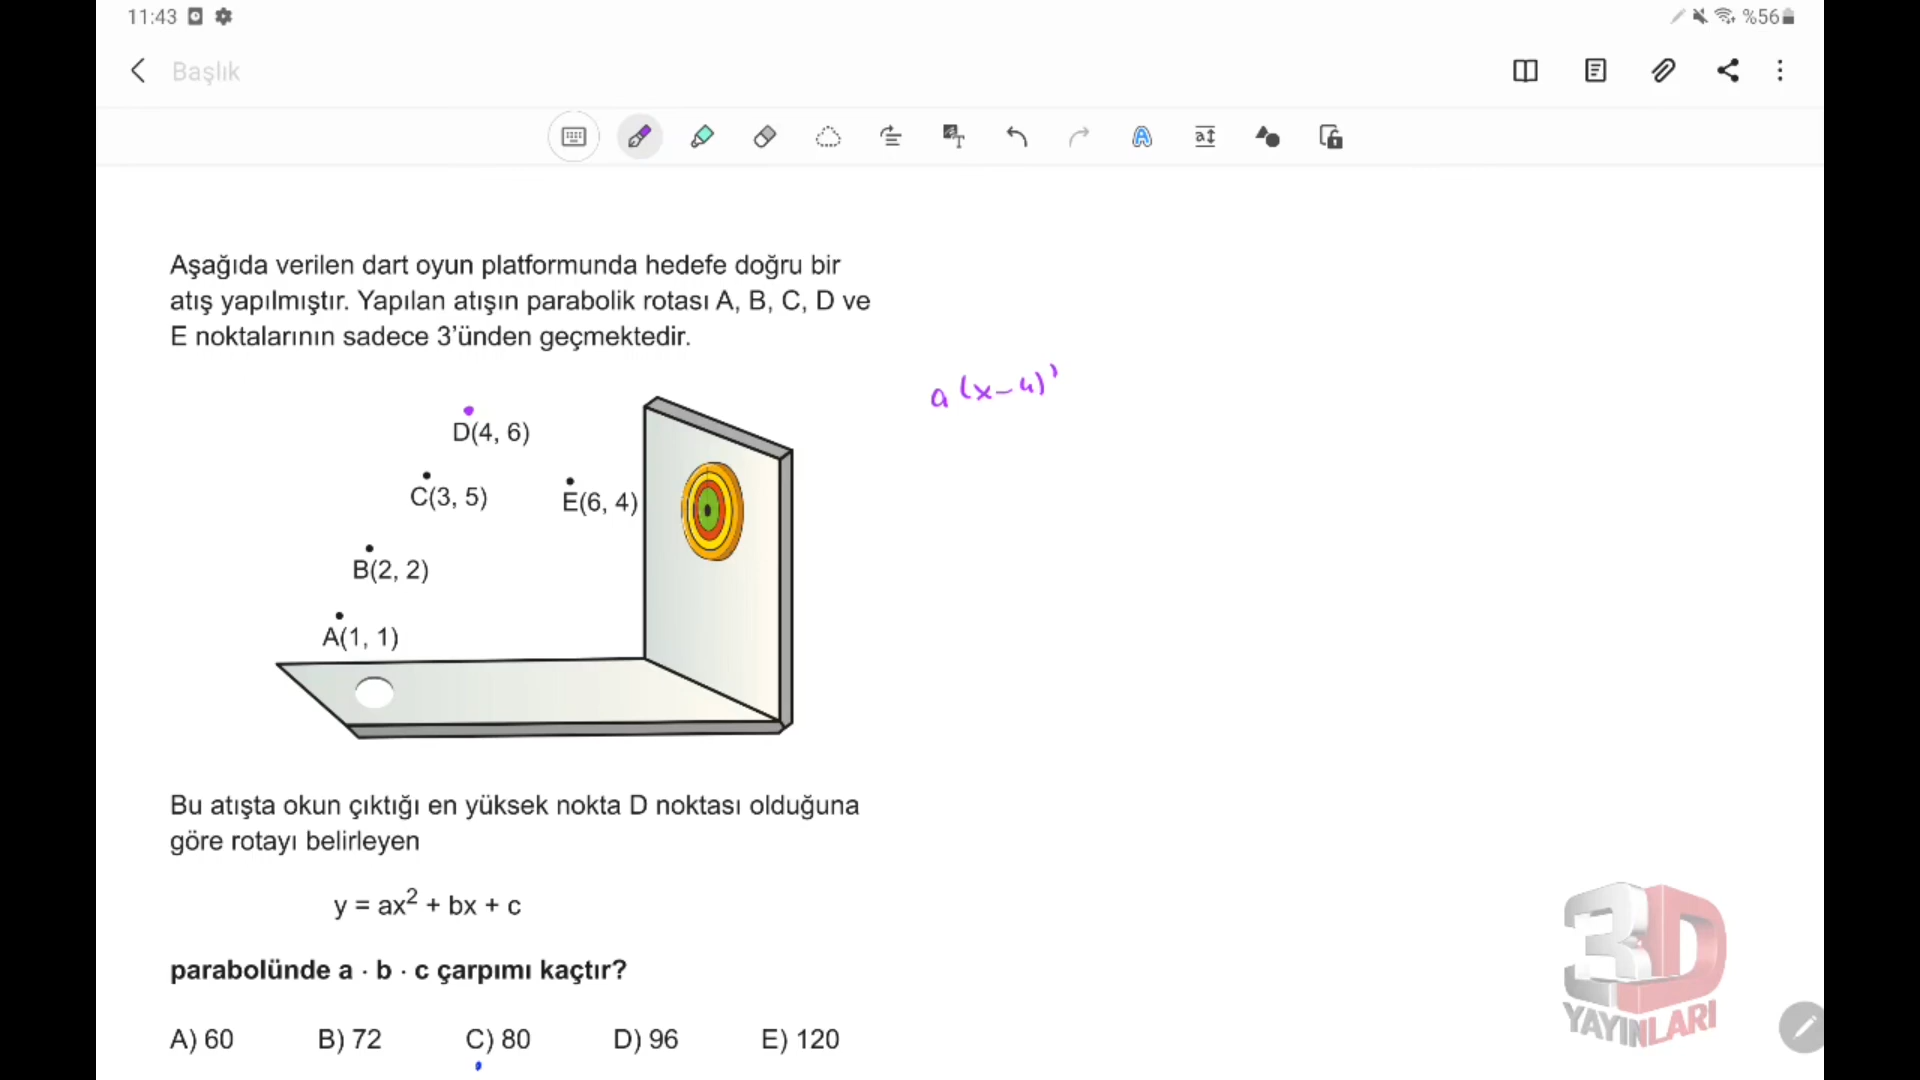 11:43
%56
Başlık
Aşağıda verilen dart oyun platformunda hedefe doğru bir
atış yapılmıştır. Yapılan atışın parabolik rotası A, B, C, D ve
E noktalarının sadece 3’ünden geçmektedir.
a (x-4)'
D(4, 6)
C(3, 5)
E(6, 4)
B(2, 2)
A(1, 1)
Bu atışta okun çıktığı en yüksek nokta D noktası olduğuna
göre rotayı belirleyen
y = ax² + bx + c
parabolünde a · b · c çarpımı kaçtır?
A) 60 B) 72 C) 80 D) 96 E) 120
3D
YAYINLARI